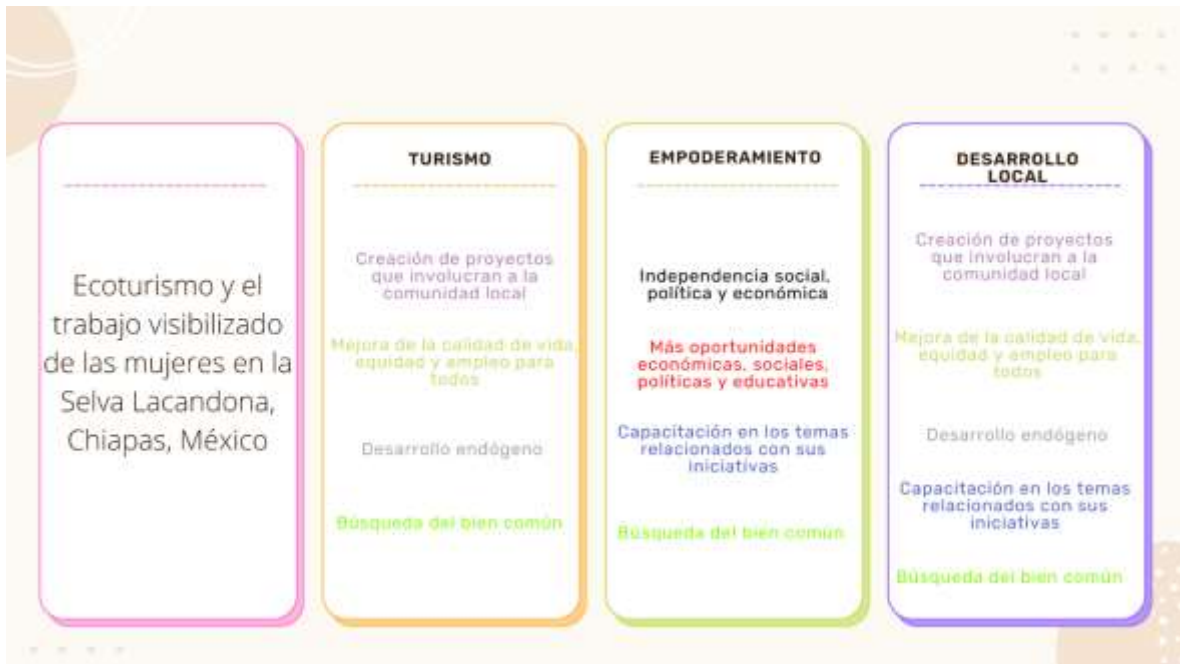 Ecoturismo y el
trabajo visibilizado
de las mujeres en la
Selva Lacandona,
Chiapas, México
TURISMO
Creación de proyectos
que involucran a la
comunidad local
Mejora de la calidad de vida,
equidad y empleo para
todos
Desarrollo endógeno
Búsqueda del bien común
EMPODERAMIENTO
Independencia social,
política y económica
Más oportunidades
económicas, sociales,
políticas y educativas
Capacitación en los temas
relacionados con sus
iniciativas
Búsqueda del bien común
DESARROLLO
LOCAL
Creación de proyectos
que involucran a la
comunidad local
Mejora de la calidad de vida,
equidad y empleo para
todos
Desarrollo endógeno
Capacitación en los temas
relacionados con sus
iniciativas
Búsqueda del bien común